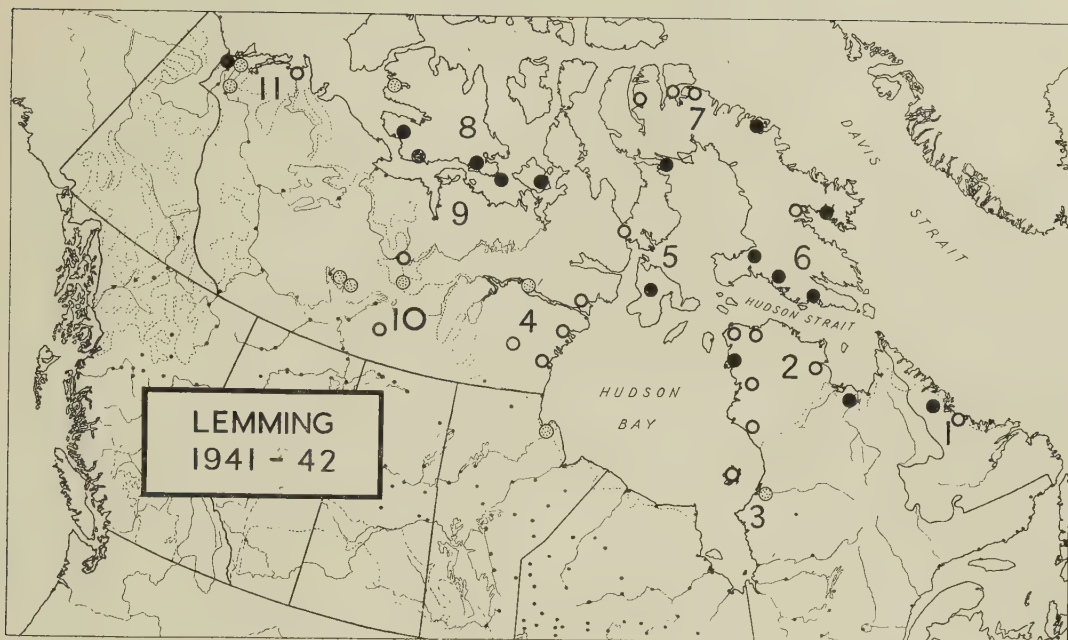 11
8
7
DAVIS
STRAIT
9
5
6
HUDSON STRAIT
10
4
2
LEMMING
1941 - 42
HUDSON
BAY
1
3